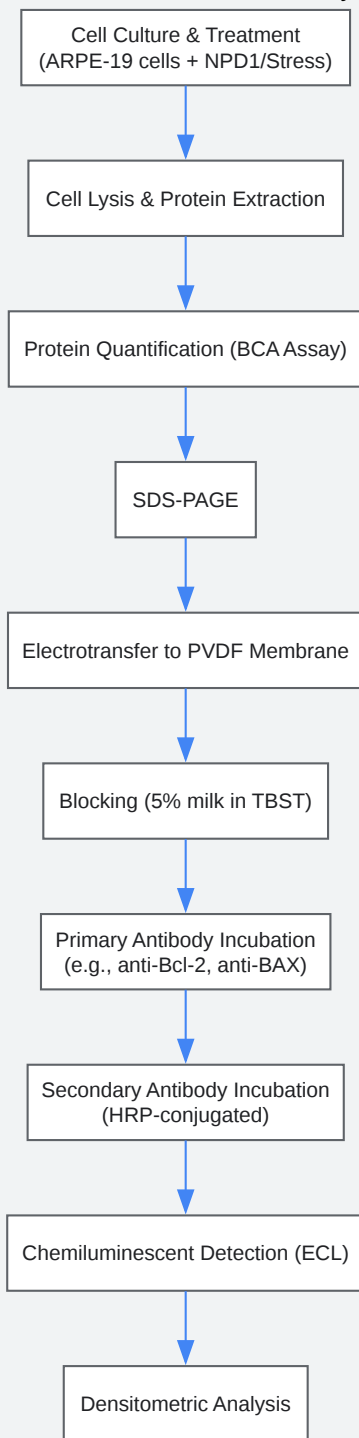 Cell Culture & Treatment
(ARPE-19 cells + NPD1/Stress)
Cell Lysis & Protein Extraction
Protein Quantification (BCA Assay)
SDS-PAGE
Electrotransfer to PVDF Membrane
Blocking (5% milk in TBST)
Primary Antibody Incubation
(e.g., anti-Bcl-2, anti-BAX)
Secondary Antibody Incubation
(HRP-conjugated)
Chemiluminescent Detection (ECL)
Densitometric Analysis